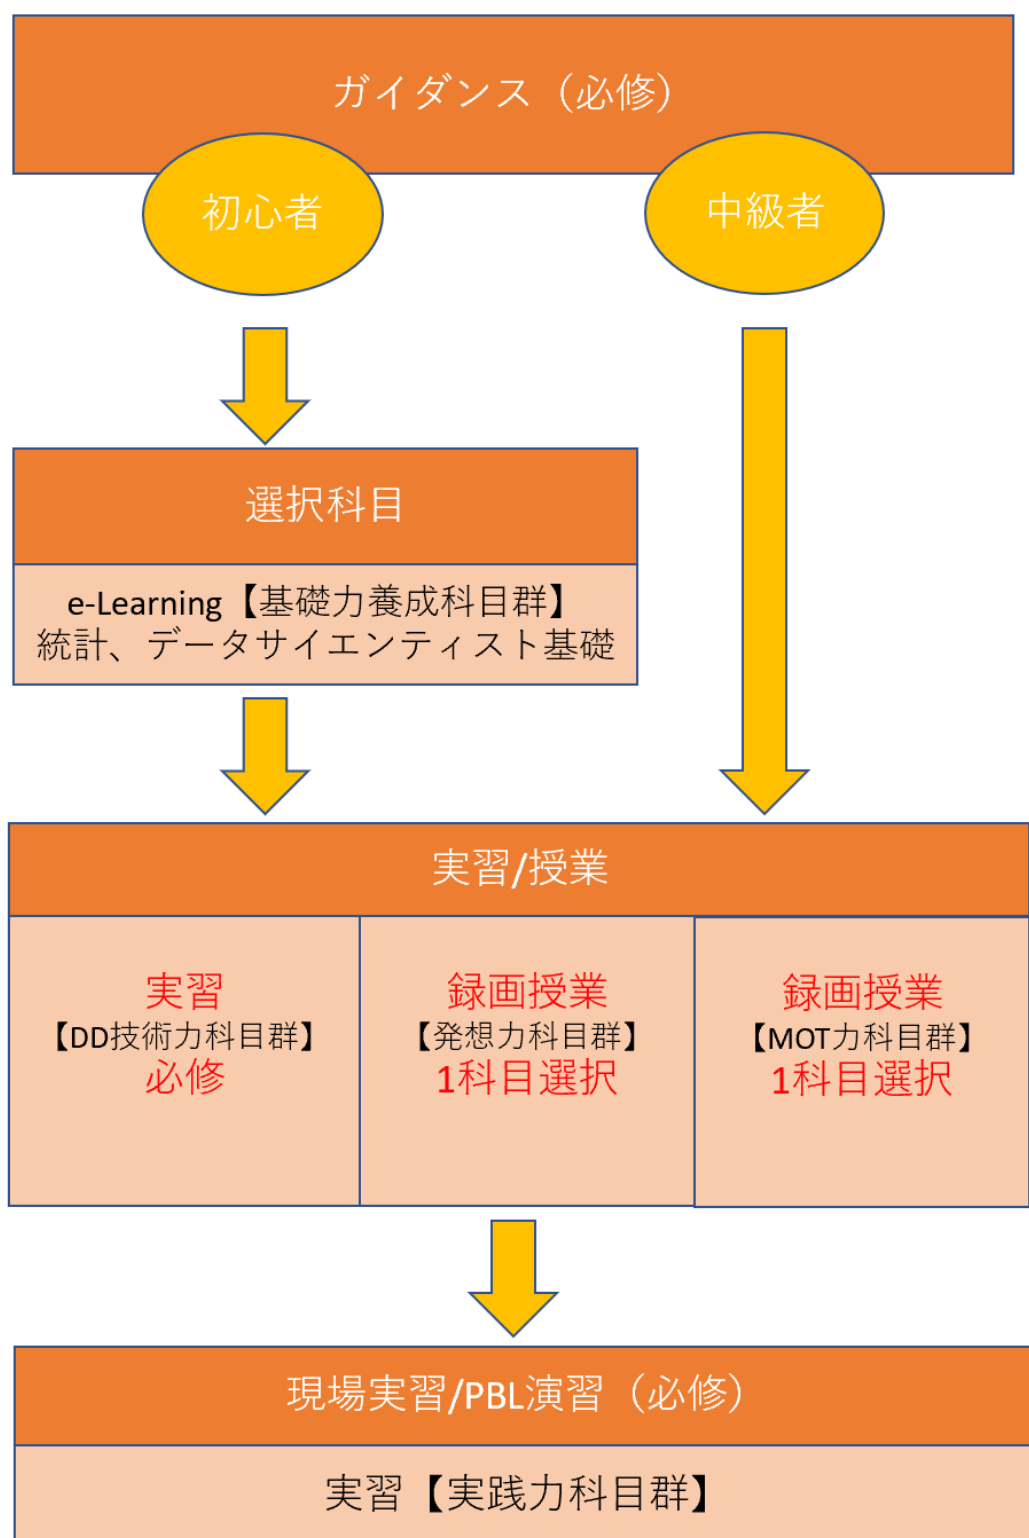 ガイダンス（必修）
初心者
中級者
選択科目
e-Learning【基礎力養成科目群】
統計、データサイエンティスト基礎
実習/授業
実習
【DD技術力科目群】
必修
録画授業
【発想力科目群】
1科目選択
録画授業
【MOT力科目群】
1科目選択
現場実習/PBL演習（必修）
実習【実践力科目群】